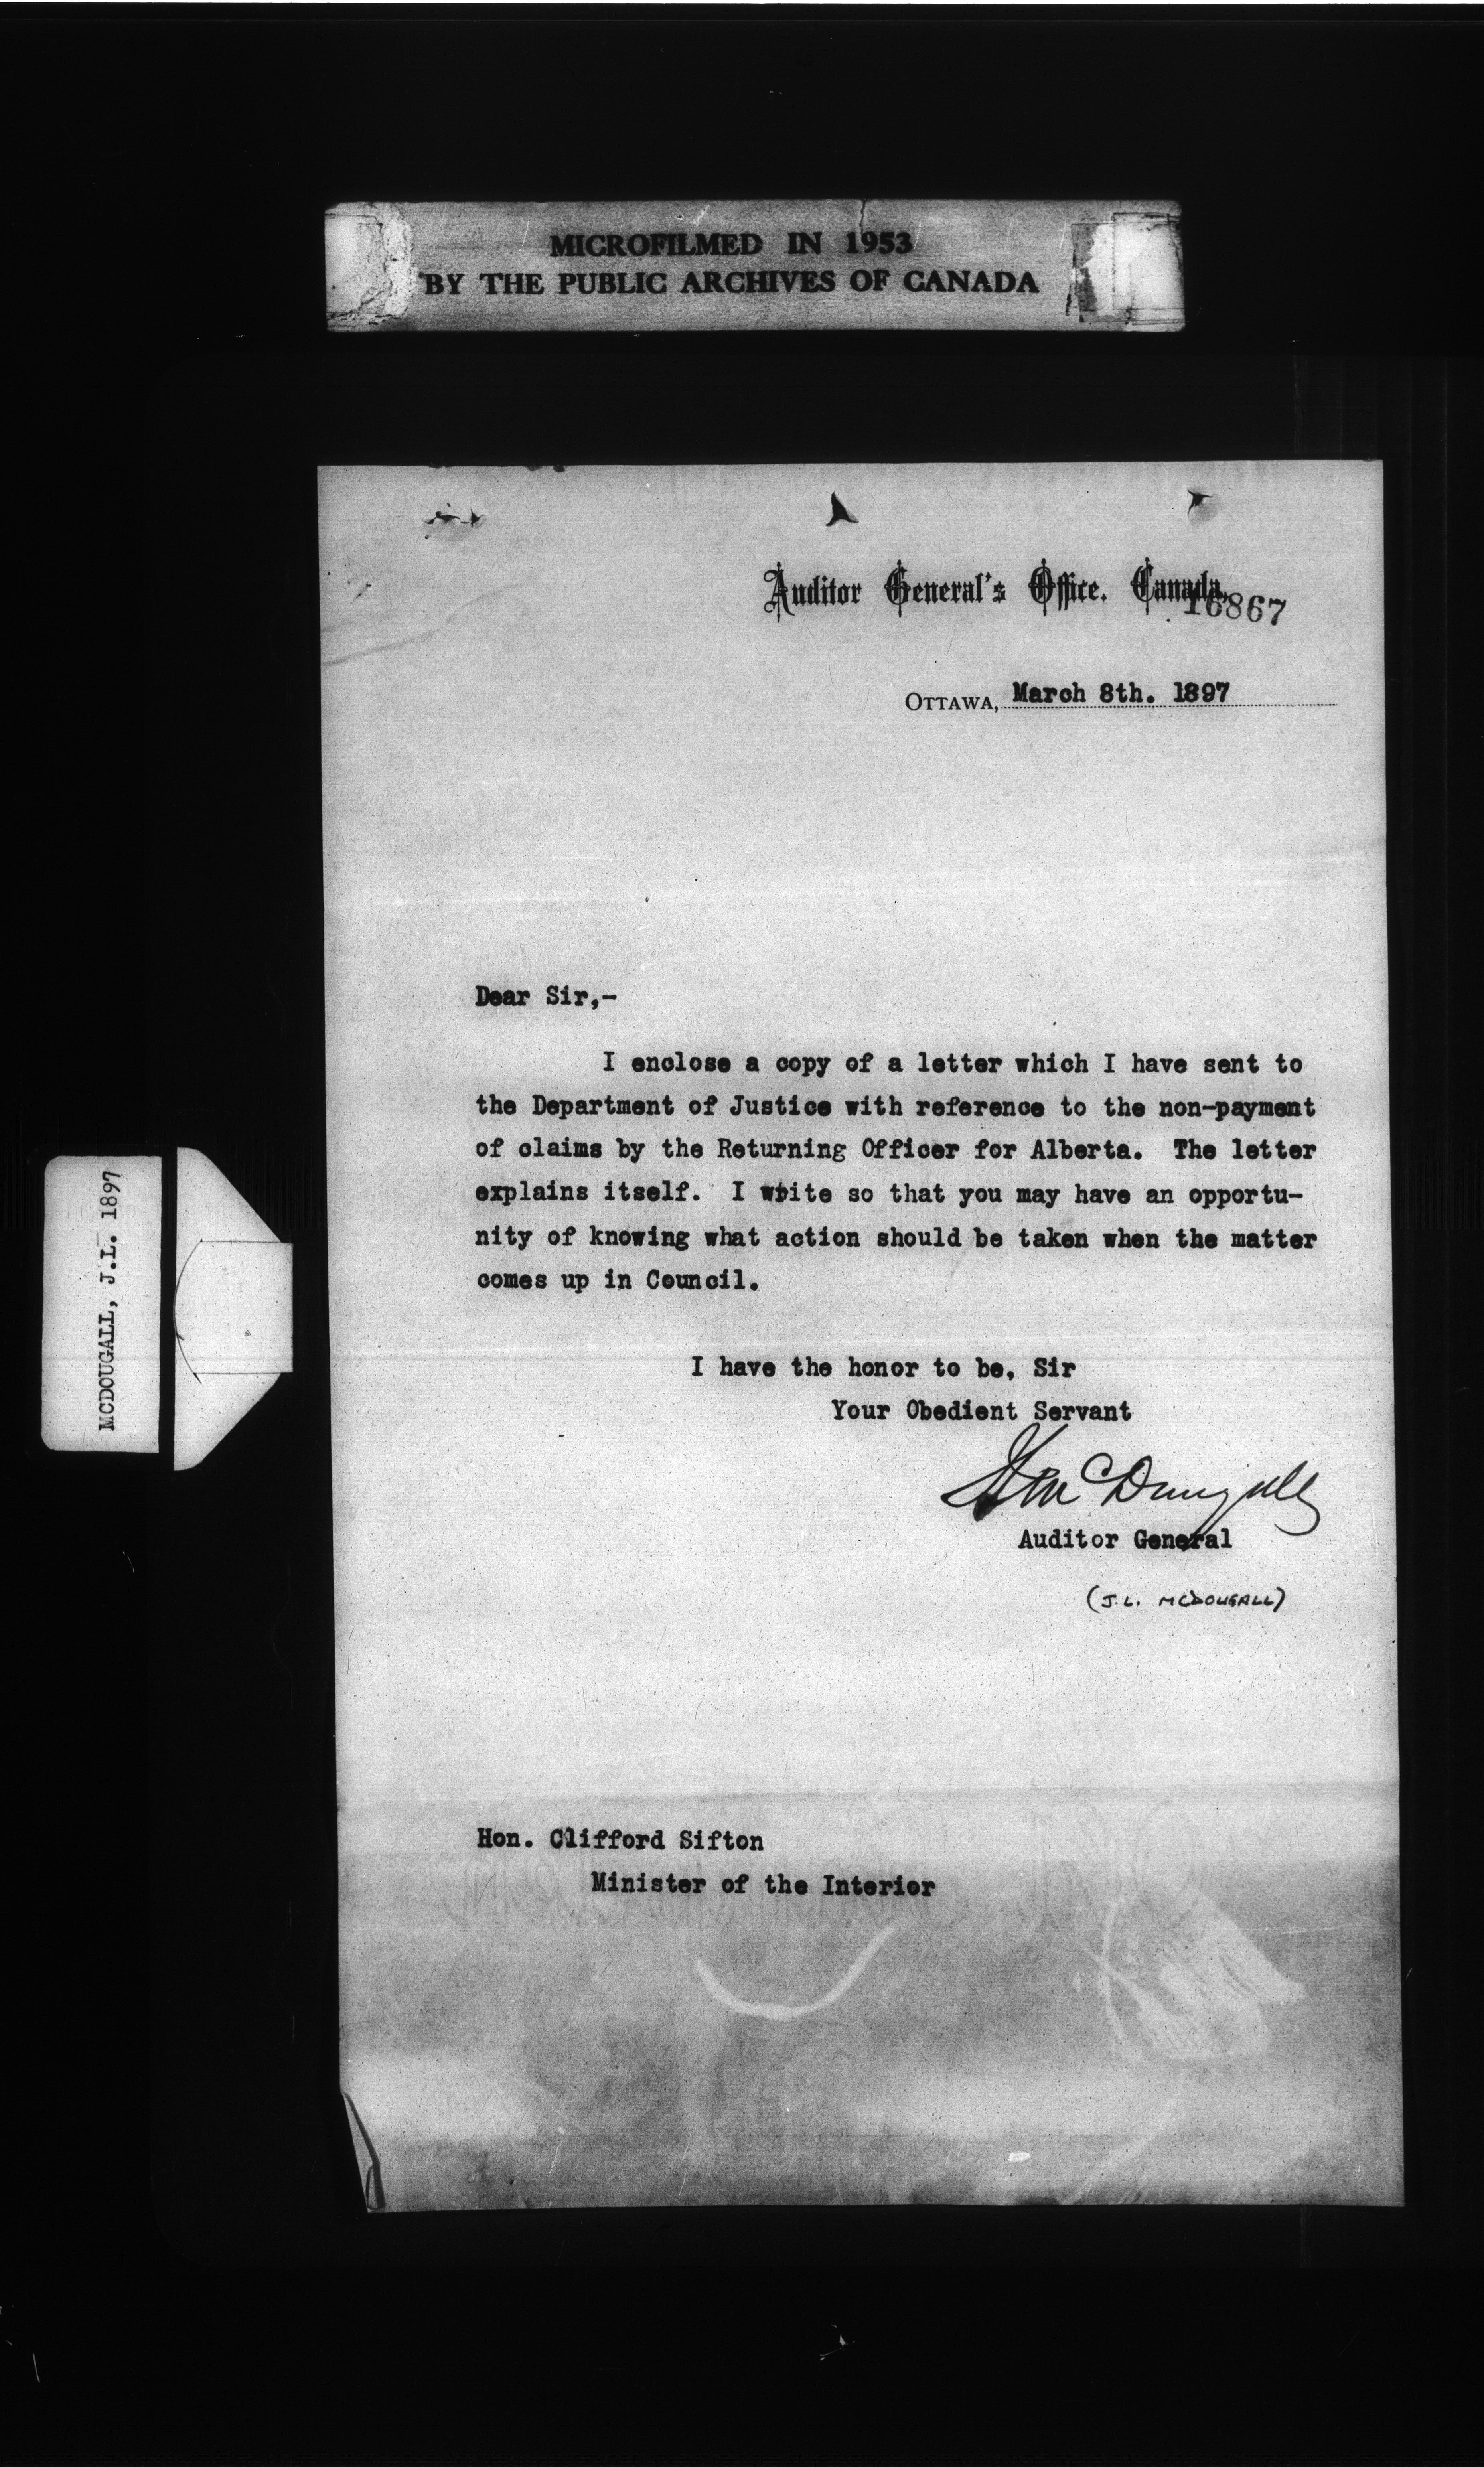 MICROFILMED IN 1953
BY THE PUBLIC ARCHIVES OF CANADA
Auditor General's Office. Canada,
16867
OTTAWA, March 8th. 1897
Dear Sir,-
I enclose a copy of a letter which I have sent to
the Department of Justice with reference to the non-payment
of claims by the Returning Officer for Alberta. The letter
explains itself. I write so that you may have an opportu-
nity of knowing what action should be taken when the matter
comes up in Council.
I have the honor to be, Sir
Your Obedient Servant
JLMcDougall
Auditor General
(J.L. MCDOUGALL)
Hon. Clifford Sifton
Minister of the Interior
MCDOUGALL, J.L. 1897